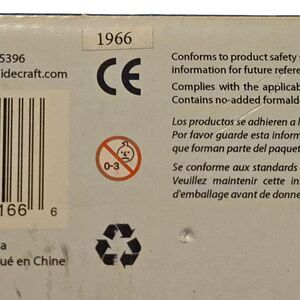 1966
5396
idecraft.com
CE
0-3
166
6
a
ué en Chine
Conforms to product safety
information for future refere
Complies with the applicab
Contains no-added formald
Los productos se adhieren a l
Por favor guarde esta inform
que forman parte del paquet
Se conforme aux standards
Veuillez maintenir cette in
d'emballage avant de donne